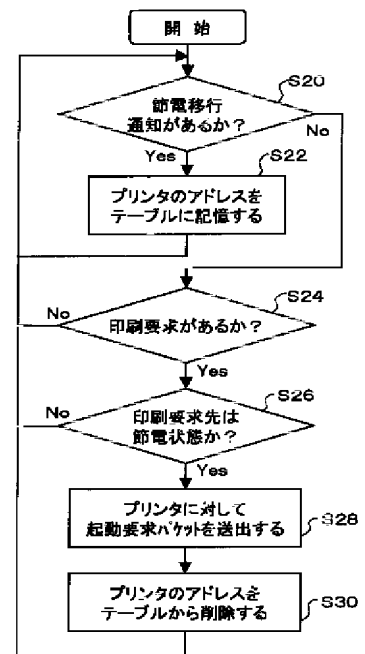 開始
S20
節電移行
通知があるか？
No
Yes
S22
プリンタのアドレスを
テーブルに記憶する
S24
No
印刷要求があるか？
Yes
S26
No
印刷要求先は
節電状態か？
Yes
プリンタに対して
起動要求パケットを送出する
S28
プリンタのアドレスを
テーブルから削除する
S30